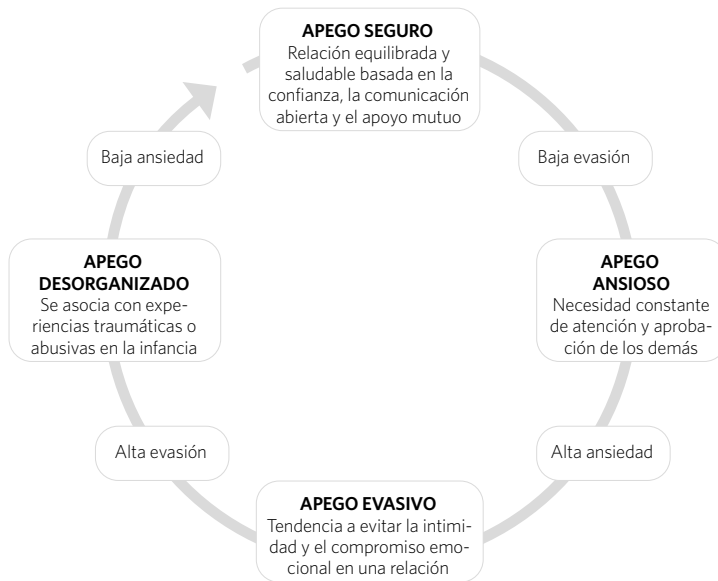 APEGO SEGURO
Relación equilibrada y
saludable basada en la
confianza, la comunicación
abierta y el apoyo mutuo
Baja ansiedad
Baja evasión
APEGO
DESORGANIZADO
Se asocia con expe-
riencias traumáticas o
abusivas en la infancia
APEGO
ANSIOSO
Necesidad constante
de atención y aproba-
ción de los demás
Alta evasión
Alta ansiedad
APEGO EVASIVO
Tendencia a evitar la intimi-
dad y el compromiso emo-
cional en una relación